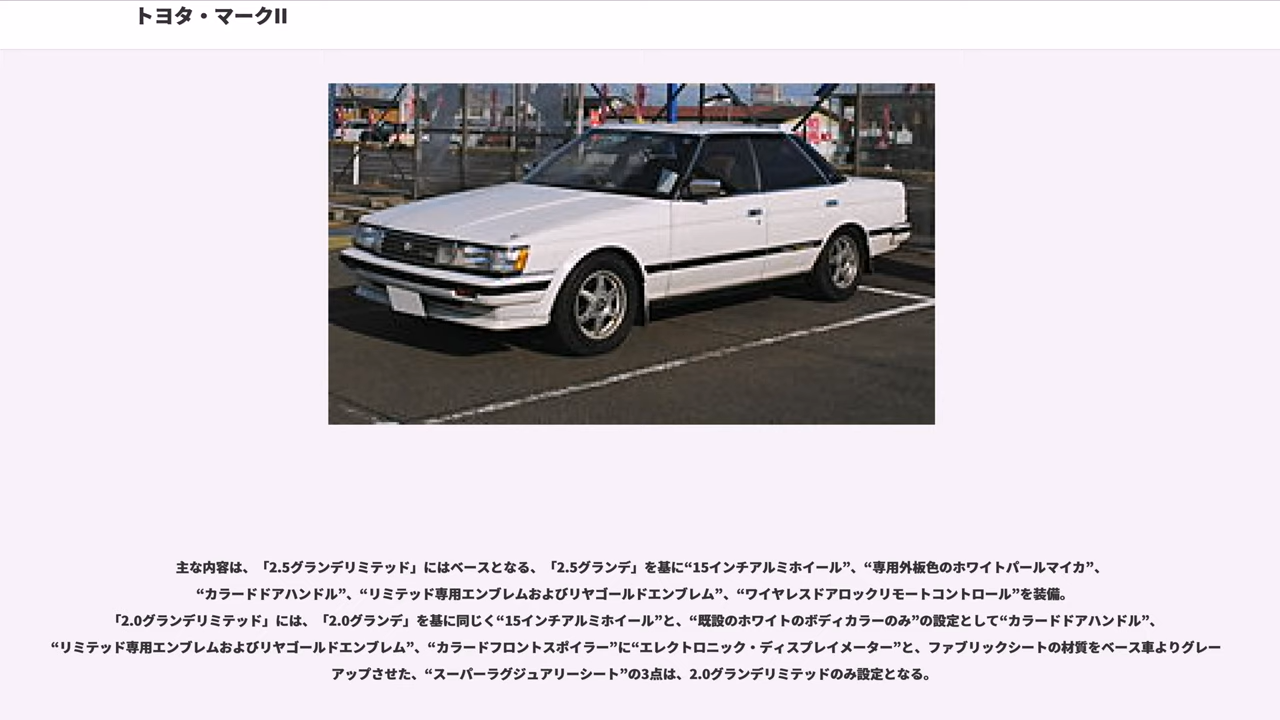 トヨタ・マークII
主な内容は、「2.5グランデリミテッド」にはベースとなる、「2.5グランデ」を基に“15インチアルミホイール”、“専用外板色のホワイトパールマイカ”、
“カラードドアハンドル”、“リミテッド専用エンブレムおよびリヤゴールドエンブレム”、“ワイヤレスドアロックリモートコントロール”を装備。
「2.0グランデリミテッド」には、「2.0グランデ」を基に同じく“15インチアルミホイール”と、“既設のホワイトのボディカラーのみ”の設定として“カラードドアハンドル”、
“リミテッド専用エンブレムおよびリヤゴールドエンブレム”、“カラードフロントスポイラー”に“エレクトロニック・ディスプレイメーター”と、ファブリックシートの材質をベース車よりグレー
アップさせた、“スーパーラグジュアリーシート”の3点は、2.0グランデリミテッドのみ設定となる。